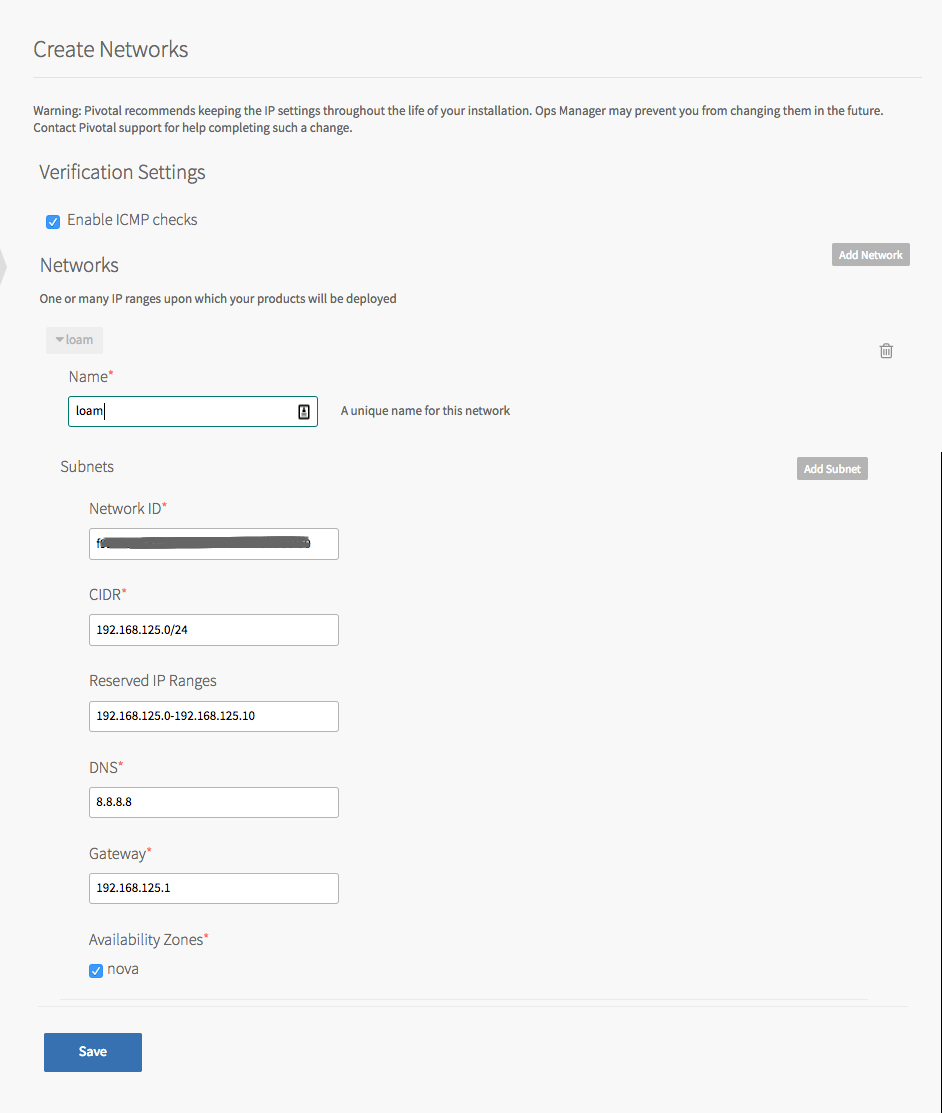 Create Networks
Warning: Pivotal recommends keeping the IP settings throughout the life of your installation. Ops Manager may prevent you from changing them in the future.
Contact Pivotal support for help completing such a change.
Verification Settings
Enable ICMP checks
Add Network
Networks
One or many IP ranges upon which your products will be deployed
loam
Name*
loam
A unique name for this network
Subnets
Add Subnet
Network ID*
CIDR*
192.168.125.0/24
Reserved IP Ranges
192.168.125.0-192.168.125.10
DNS*
8.8.8.8
Gateway*
192.168.125.1
Availability Zones*
nova
Save